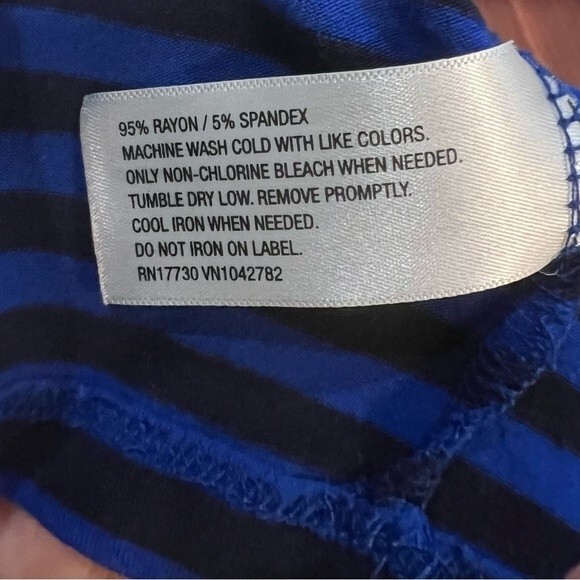 95% RAYON / 5% SPANDEX
MACHINE WASH COLD WITH LIKE COLORS.
ONLY NON-CHLORINE BLEACH WHEN NEEDED.
TUMBLE DRY LOW. REMOVE PROMPTLY.
COOL IRON WHEN NEEDED.
DO NOT IRON ON LABEL.
RN17730 VN1042782